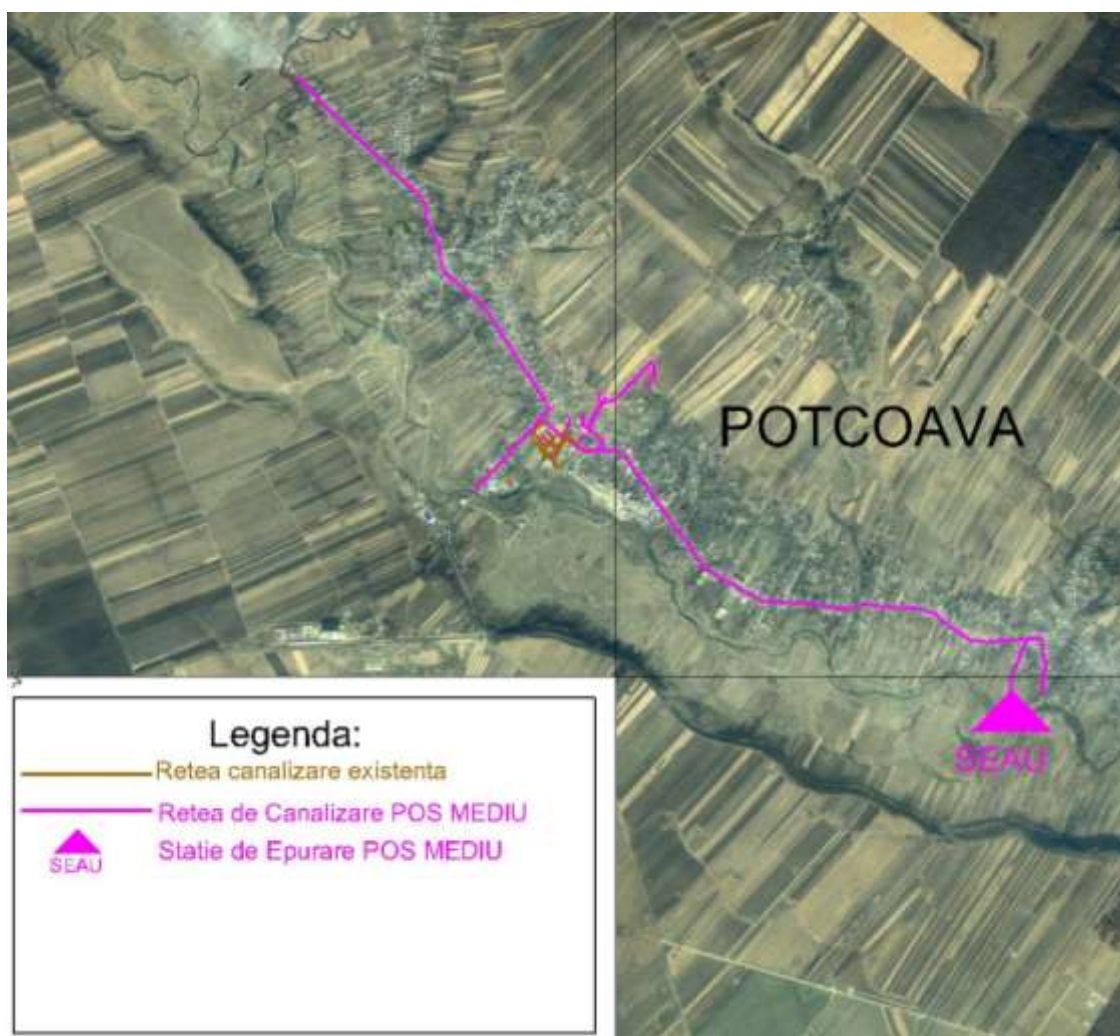 POTCOAVA
SEAU
Legenda:
Retea canalizare existenta
Retea de Canalizare POS MEDIU
SEAU
Statie de Epurare POS MEDIU